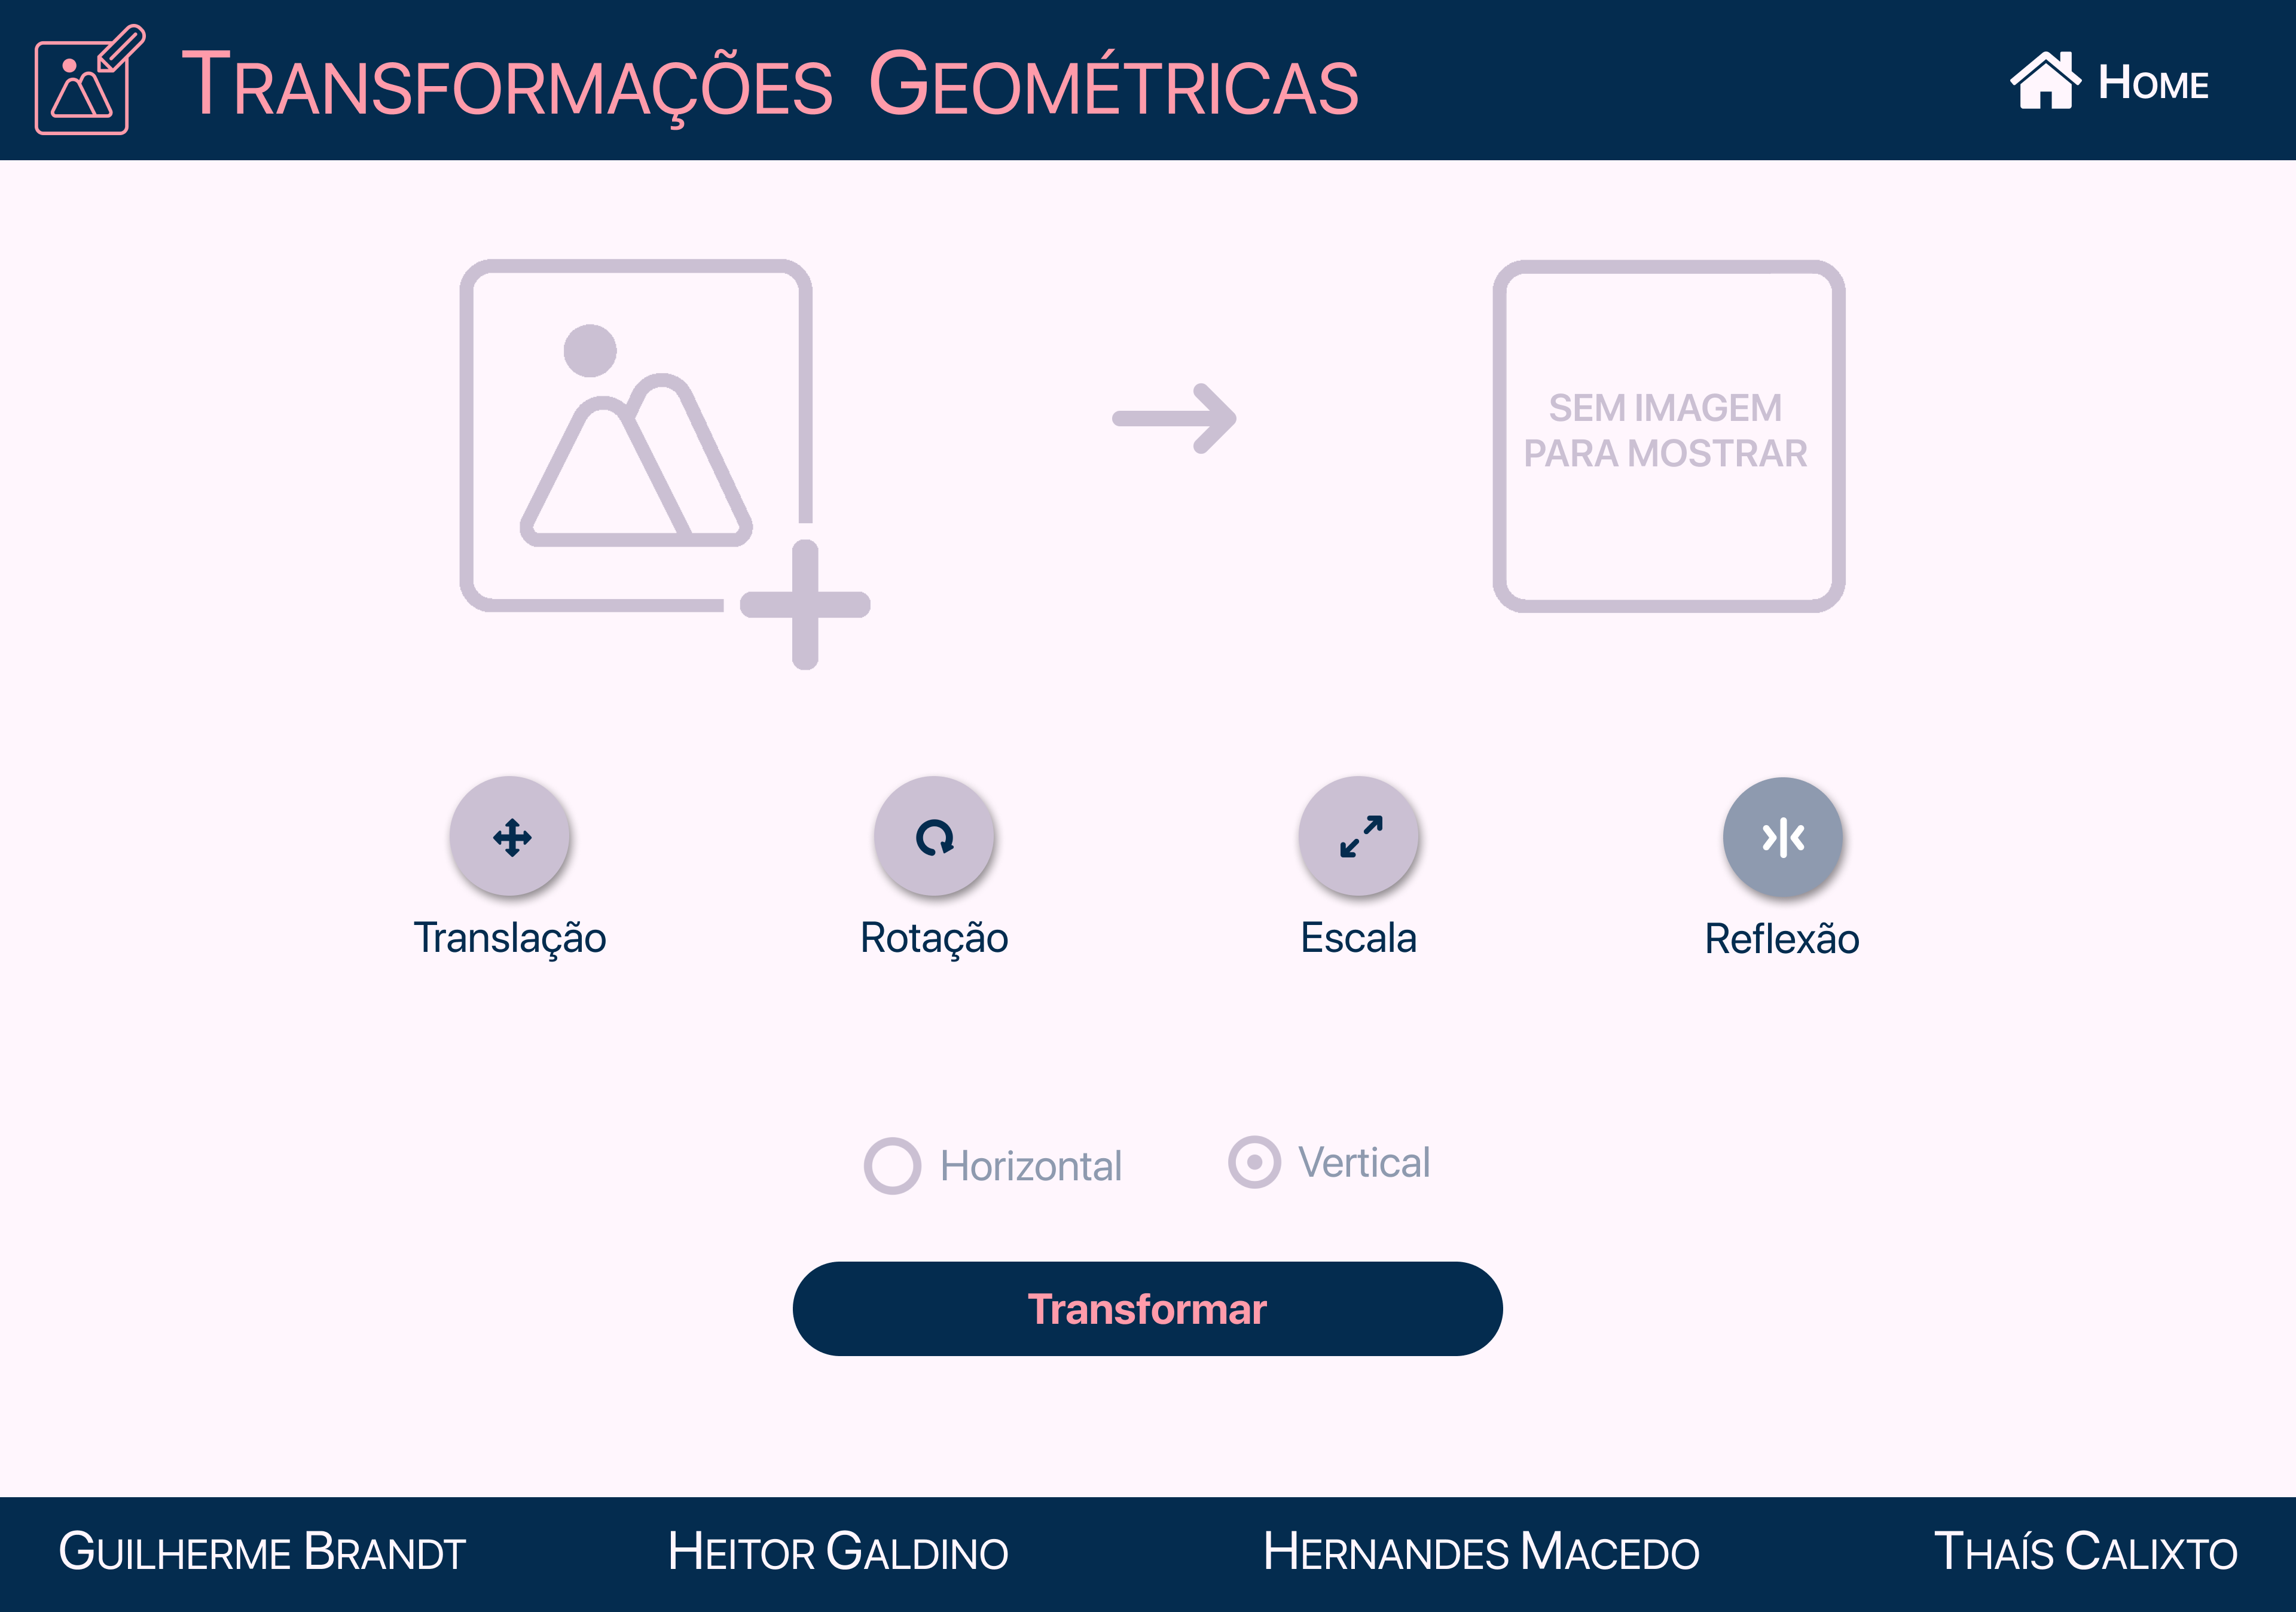 Transformações Geométricas
Home
SEM IMAGEM
PARA MOSTRAR
Translação
Rotação
Escala
Reflexão
Horizontal
Vertical
Transformar
Guilherme Brandt
Heitor Galdino
Hernandes Macedo
Thaís Calixto